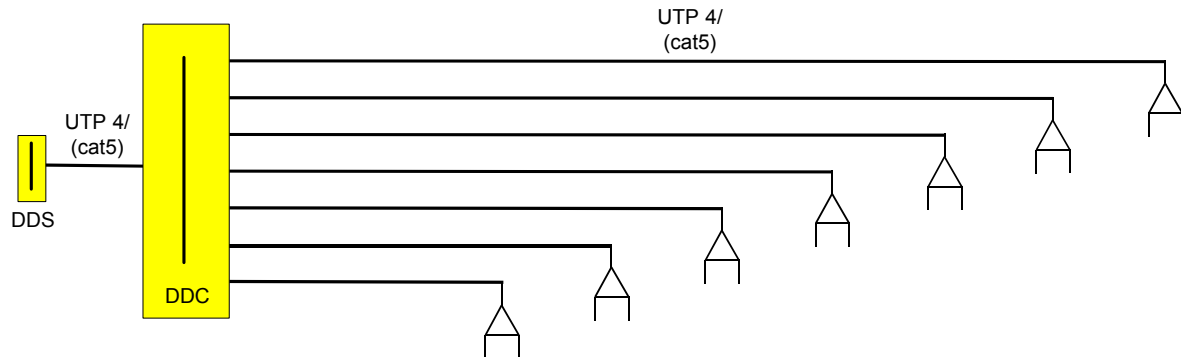 UTP 4/
(cat5)
UTP 4/
(cat5)
DDS
DDC